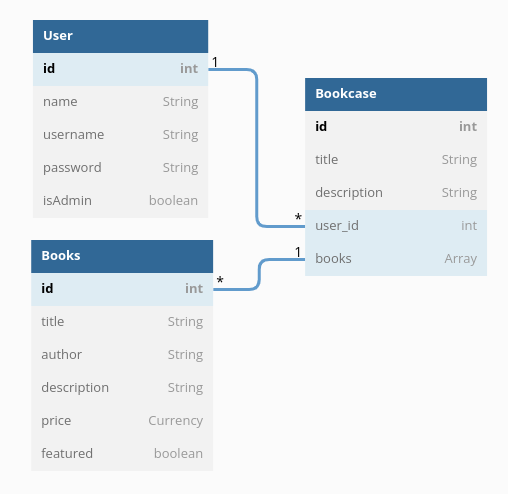 User
id int
name String
username String
password String
isAdmin boolean
1
Bookcase
id int
title String
description String
* user_id int
1 books Array
Books
id int *
title String
author String
description String
price Currency
featured boolean